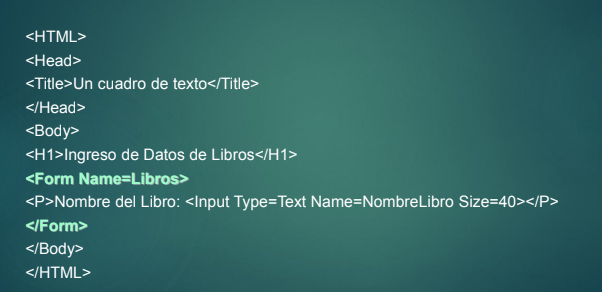 <HTML>
<Head>
<Title>Un cuadro de texto</Title>
</Head>
<Body>
<H1>Ingreso de Datos de Libros</H1>
<Form Name=Libros>
<P>Nombre del Libro: <Input Type=Text Name=NombreLibro Size=40></P>
</Form>
</Body>
</HTML>